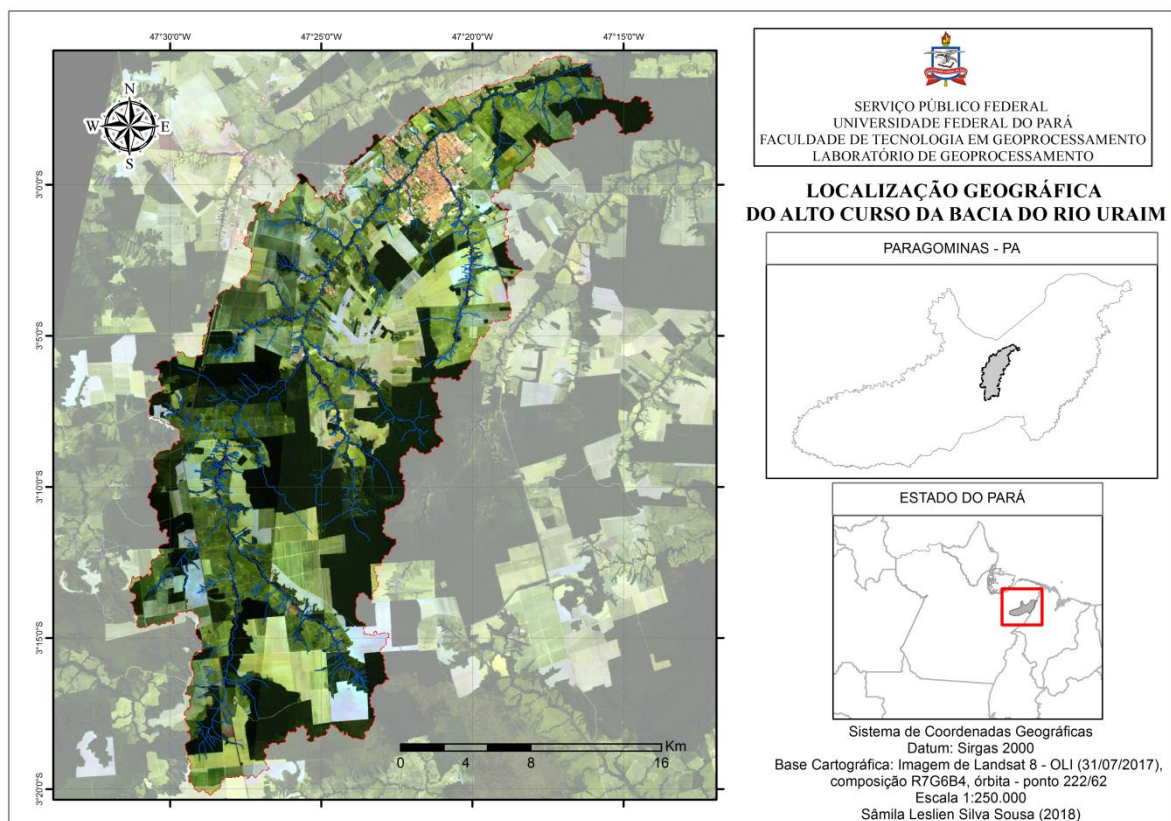 47°30'0"W 47°25'0"W 47°20'0"W 47°15'0"W
N
W E
S
3°0'0"S
3°5'0"S
3°10'0"S
3°15'0"S
3°20'0"S
0 4 8 16 Km
SERVIÇO PÚBLICO FEDERAL
UNIVERSIDADE FEDERAL DO PARÁ
FACULDADE DE TECNOLOGIA EM GEOPROCESSAMENTO
LABORATÓRIO DE GEOPROCESSAMENTO
LOCALIZAÇÃO GEOGRÁFICA
DO ALTO CURSO DA BACIA DO RIO URAIM
PARAGOMINAS - PA
ESTADO DO PARÁ
Sistema de Coordenadas Geográficas
Datum: Sirgas 2000
Base Cartográfica: Imagem de Landsat 8 - OLI (31/07/2017),
composição R7G6B4, órbita - ponto 222/62
Escala 1:250.000
Sâmila Leslien Silva Sousa (2018)